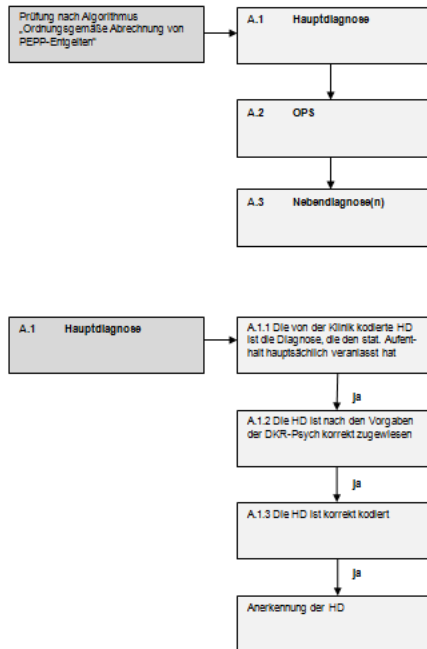 Prüfung nach Algorithmus
„Ordnungsgemäße Abrechnung von
PEPP-Entgelten“
A.1 Hauptdiagnose
A.2 OPS
A.3 Nebendiagnose(n)
A.1 Hauptdiagnose
A.1.1 Die von der Klinik kodierte HD
ist die Diagnose, die den stat. Aufent-
halt hauptsächlich veranlasst hat
ja
A.1.2 Die HD ist nach den Vorgaben
der DKR-Psych korrekt zugewiesen
ja
A.1.3 Die HD ist korrekt kodiert
ja
Anerkennung der HD